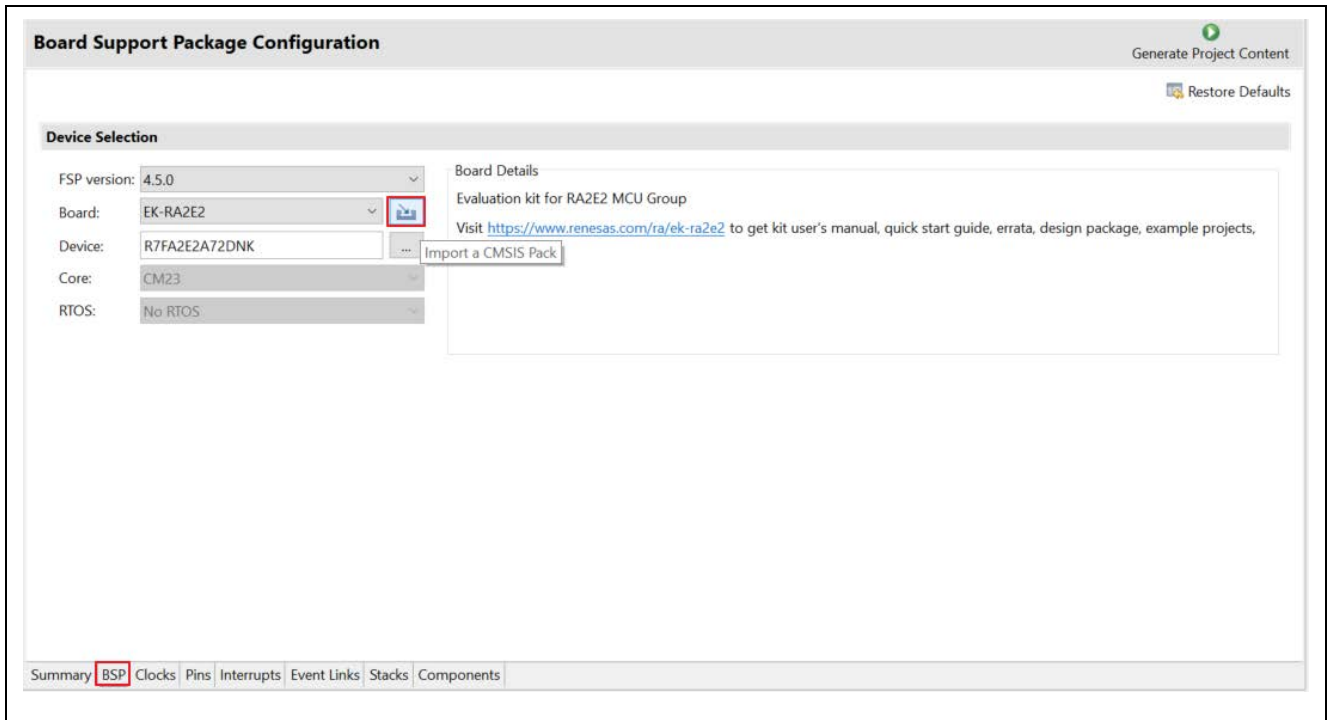 Board Support Package Configuration
Generate Project Content
Restore Defaults
Device Selection
FSP version: 4.5.0
Board: EK-RA2E2
Device: R7FA2E2A72DNK ...
Import a CMSIS Pack
Core: CM23
RTOS: No RTOS
Board Details
Evaluation kit for RA2E2 MCU Group
Visit https://www.renesas.com/ra/ek-ra2e2 to get kit user's manual, quick start guide, errata, design package, example projects,
Summary BSP Clocks Pins Interrupts Event Links Stacks Components